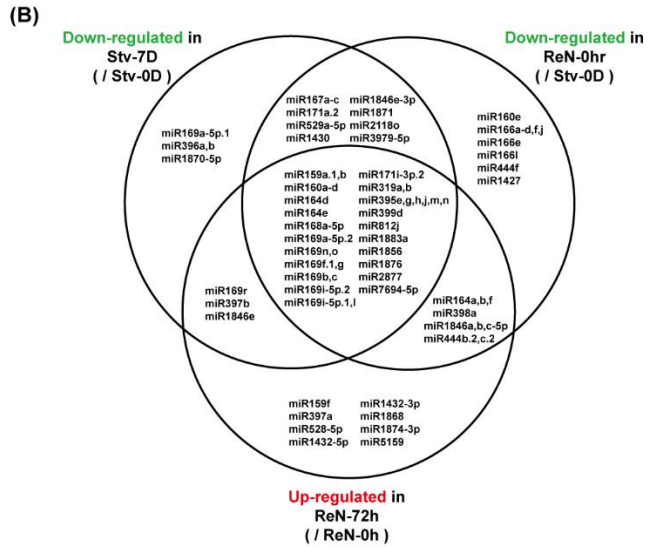 (B)
Down-regulated in
Stv-7D
( / Stv-0D )
Down-regulated in
ReN-0hr
( / Stv-0D )
miR167a-c miR1846e-3p
miR171a.2 miR1871
miR529a-5p miR2118o
miR1430 miR3979-5p
miR169a-5p.1
miR396a,b
miR1870-5p
miR160e
miR166a-d,f,j
miR166e
miR166l
miR444f
miR1427
miR159a.1,b miR171i-3p.2
miR160a-d miR319a,b
miR164d miR395e,g,h,j,m,n
miR164e miR399d
miR168a-5p miR812j
miR169a-5p.2 miR1883a
miR169n,o miR1856
miR169f.1,g miR1876
miR169b,c miR2877
miR169i-5p.2 miR7694-5p
miR169i-5p.1,l
miR169r
miR397b
miR1846e
miR164a,b,f
miR398a
miR1846a,b,c-5p
miR444b.2,c.2
miR159f miR1432-3p
miR397a miR1868
miR528-5p miR1874-3p
miR1432-5p miR5159
Up-regulated in
ReN-72h
( / ReN-0h )